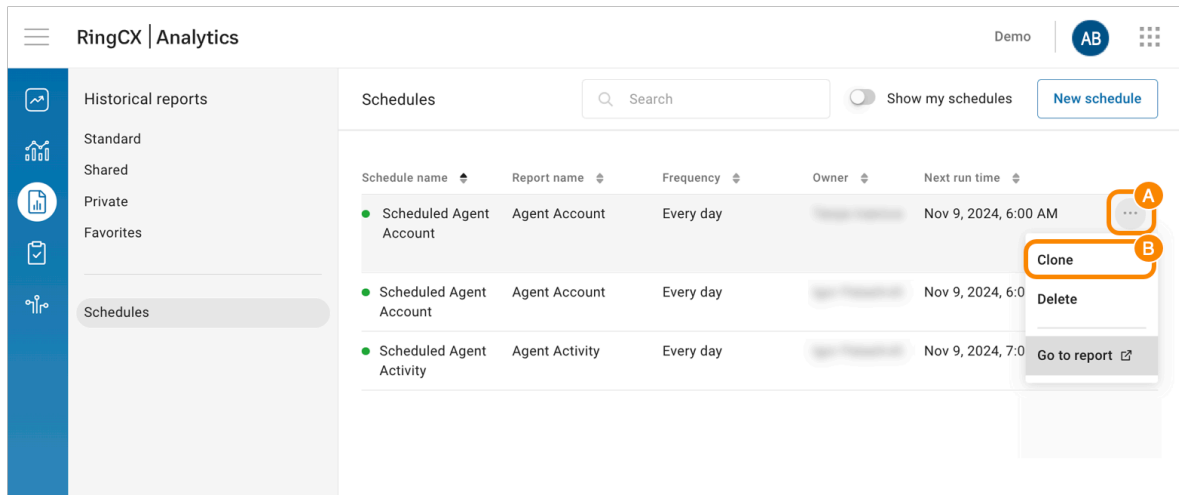 RingCX | Analytics
Demo
AB
Historical reports
Standard
Shared
Private
Favorites
Schedules
Schedules
Search
Show my schedules
New schedule
Schedule name
Report name
Frequency
Owner
Next run time
Scheduled Agent
Account
Agent Account
Every day
Nov 9, 2024, 6:00 AM
...
A
B
Clone
Delete
Go to report
Scheduled Agent
Account
Agent Account
Every day
Nov 9, 2024, 6:0
Scheduled Agent
Activity
Agent Activity
Every day
Nov 9, 2024, 7:0